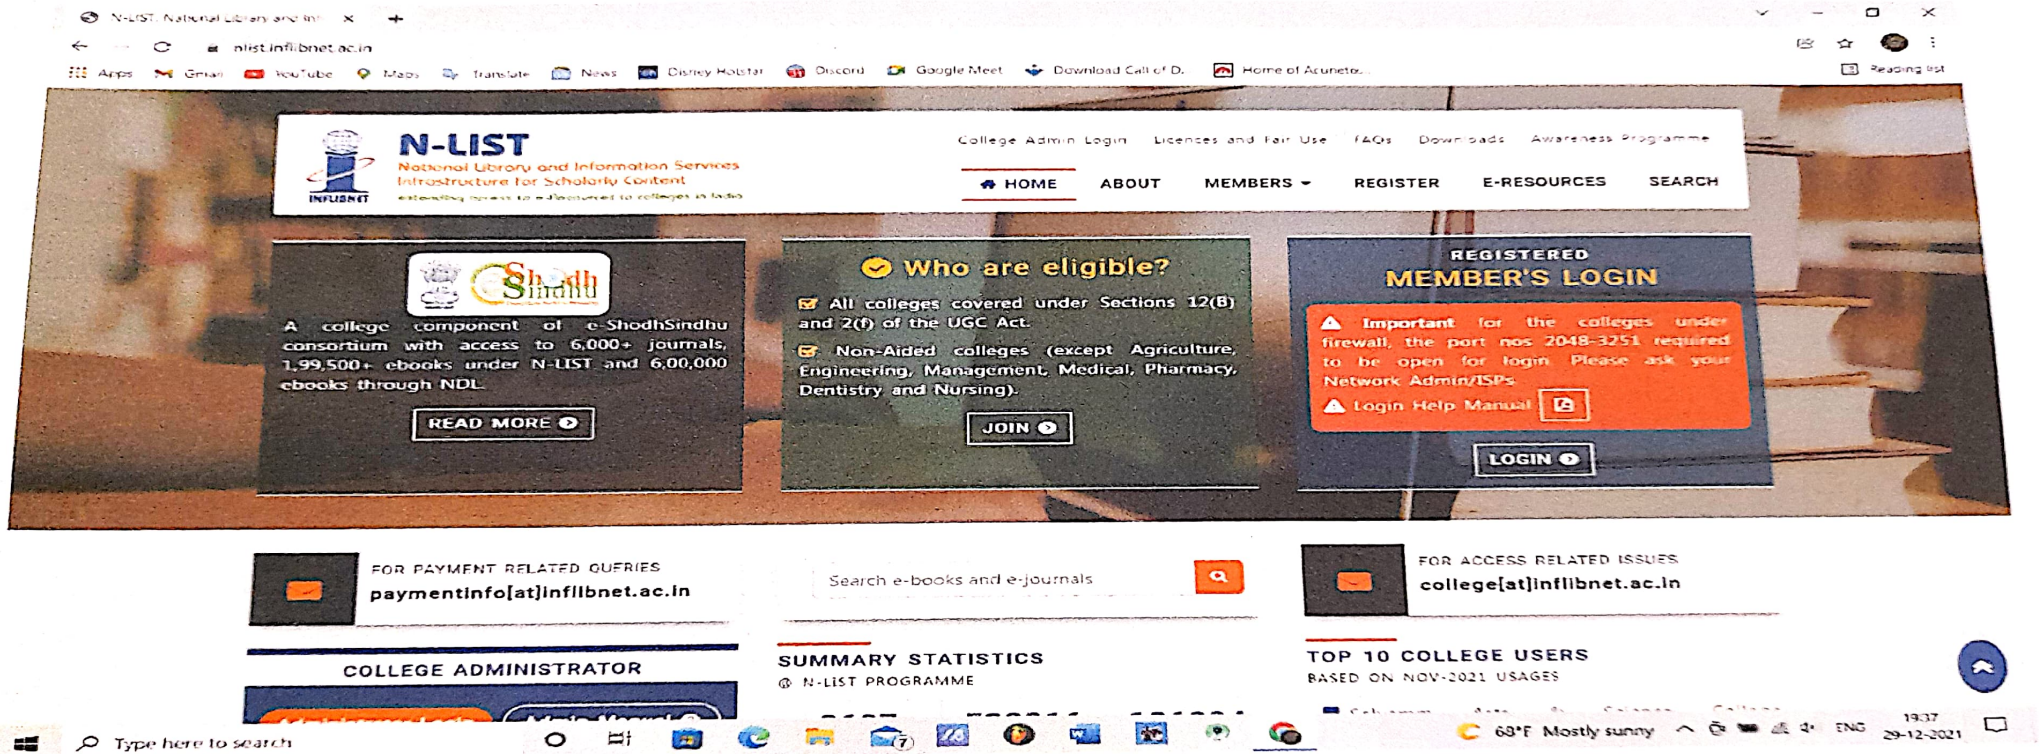 N-LIST: National Library and Inf
nlist.inflibnet.ac.in
Apps Gmail YouTube Maps Translate News Disney Hotstar Discord Google Meet Download Call of D... Home of Acuneto... Reading list
College Admin Login Licences and Fair Use FAQs Downloads Awareness Programme
N-LIST
National Library and Information Services
Infrastructure for Scholarly Content
extending access to e-Resources to colleges in India
INFLIBNET
HOME ABOUT MEMBERS REGISTER E-RESOURCES SEARCH
Shodh
Sindhu
A college component of e-ShodhSindhu
consortium with access to 6,000+ journals,
1,99,500+ ebooks under N-LIST and 6,00,000
ebooks through NDL.
READ MORE
Who are eligible?
All colleges covered under Sections 12(B)
and 2(f) of the UGC Act.
Non-Aided colleges (except Agriculture,
Engineering, Management, Medical, Pharmacy,
Dentistry and Nursing).
JOIN
REGISTERED
MEMBER'S LOGIN
Important for the colleges under
firewall, the port nos 2048-3251 required
to be open for login. Please ask your
Network Admin/ISPs
Login Help Manual
LOGIN
FOR PAYMENT RELATED QUERIES
paymentinfo[at]inflibnet.ac.in
Search e-books and e-journals
FOR ACCESS RELATED ISSUES
college[at]inflibnet.ac.in
COLLEGE ADMINISTRATOR
SUMMARY STATISTICS
@ N-LIST PROGRAMME
TOP 10 COLLEGE USERS
BASED ON NOV-2021 USAGES
Type here to search
7
68°F Mostly sunny
ENG
19:37
29-12-2021